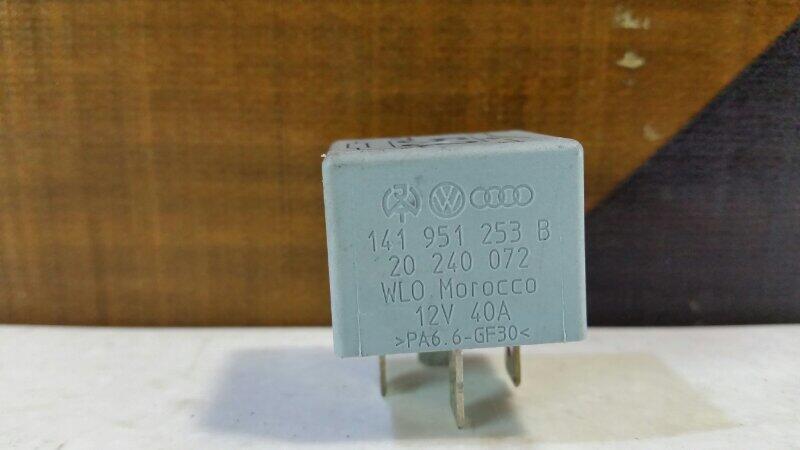 141 951 253 B
20 240 072
WLO Morocco
12V 40A
>PA6.6-GF30<